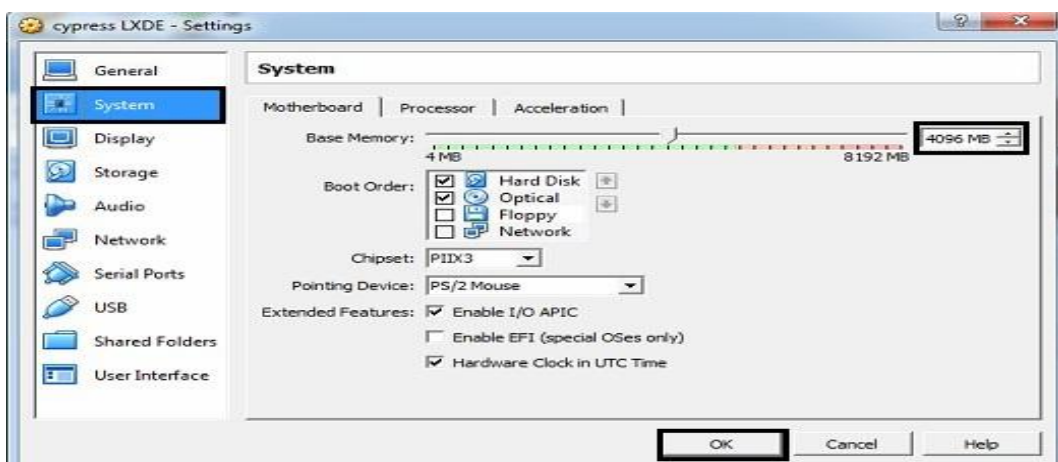 cypress LXDE - Settings
General
System
Display
Storage
Audio
Network
Serial Ports
USB
Shared Folders
User Interface
System
Motherboard Processor Acceleration
Base Memory: 4096 MB
4 MB 8192 MB
Boot Order: Hard Disk
Optical
Floppy
Network
Chipset: PIIX3
Pointing Device: PS/2 Mouse
Extended Features: Enable I/O APIC
Enable EFI (special OSes only)
Hardware Clock in UTC Time
OK Cancel Help